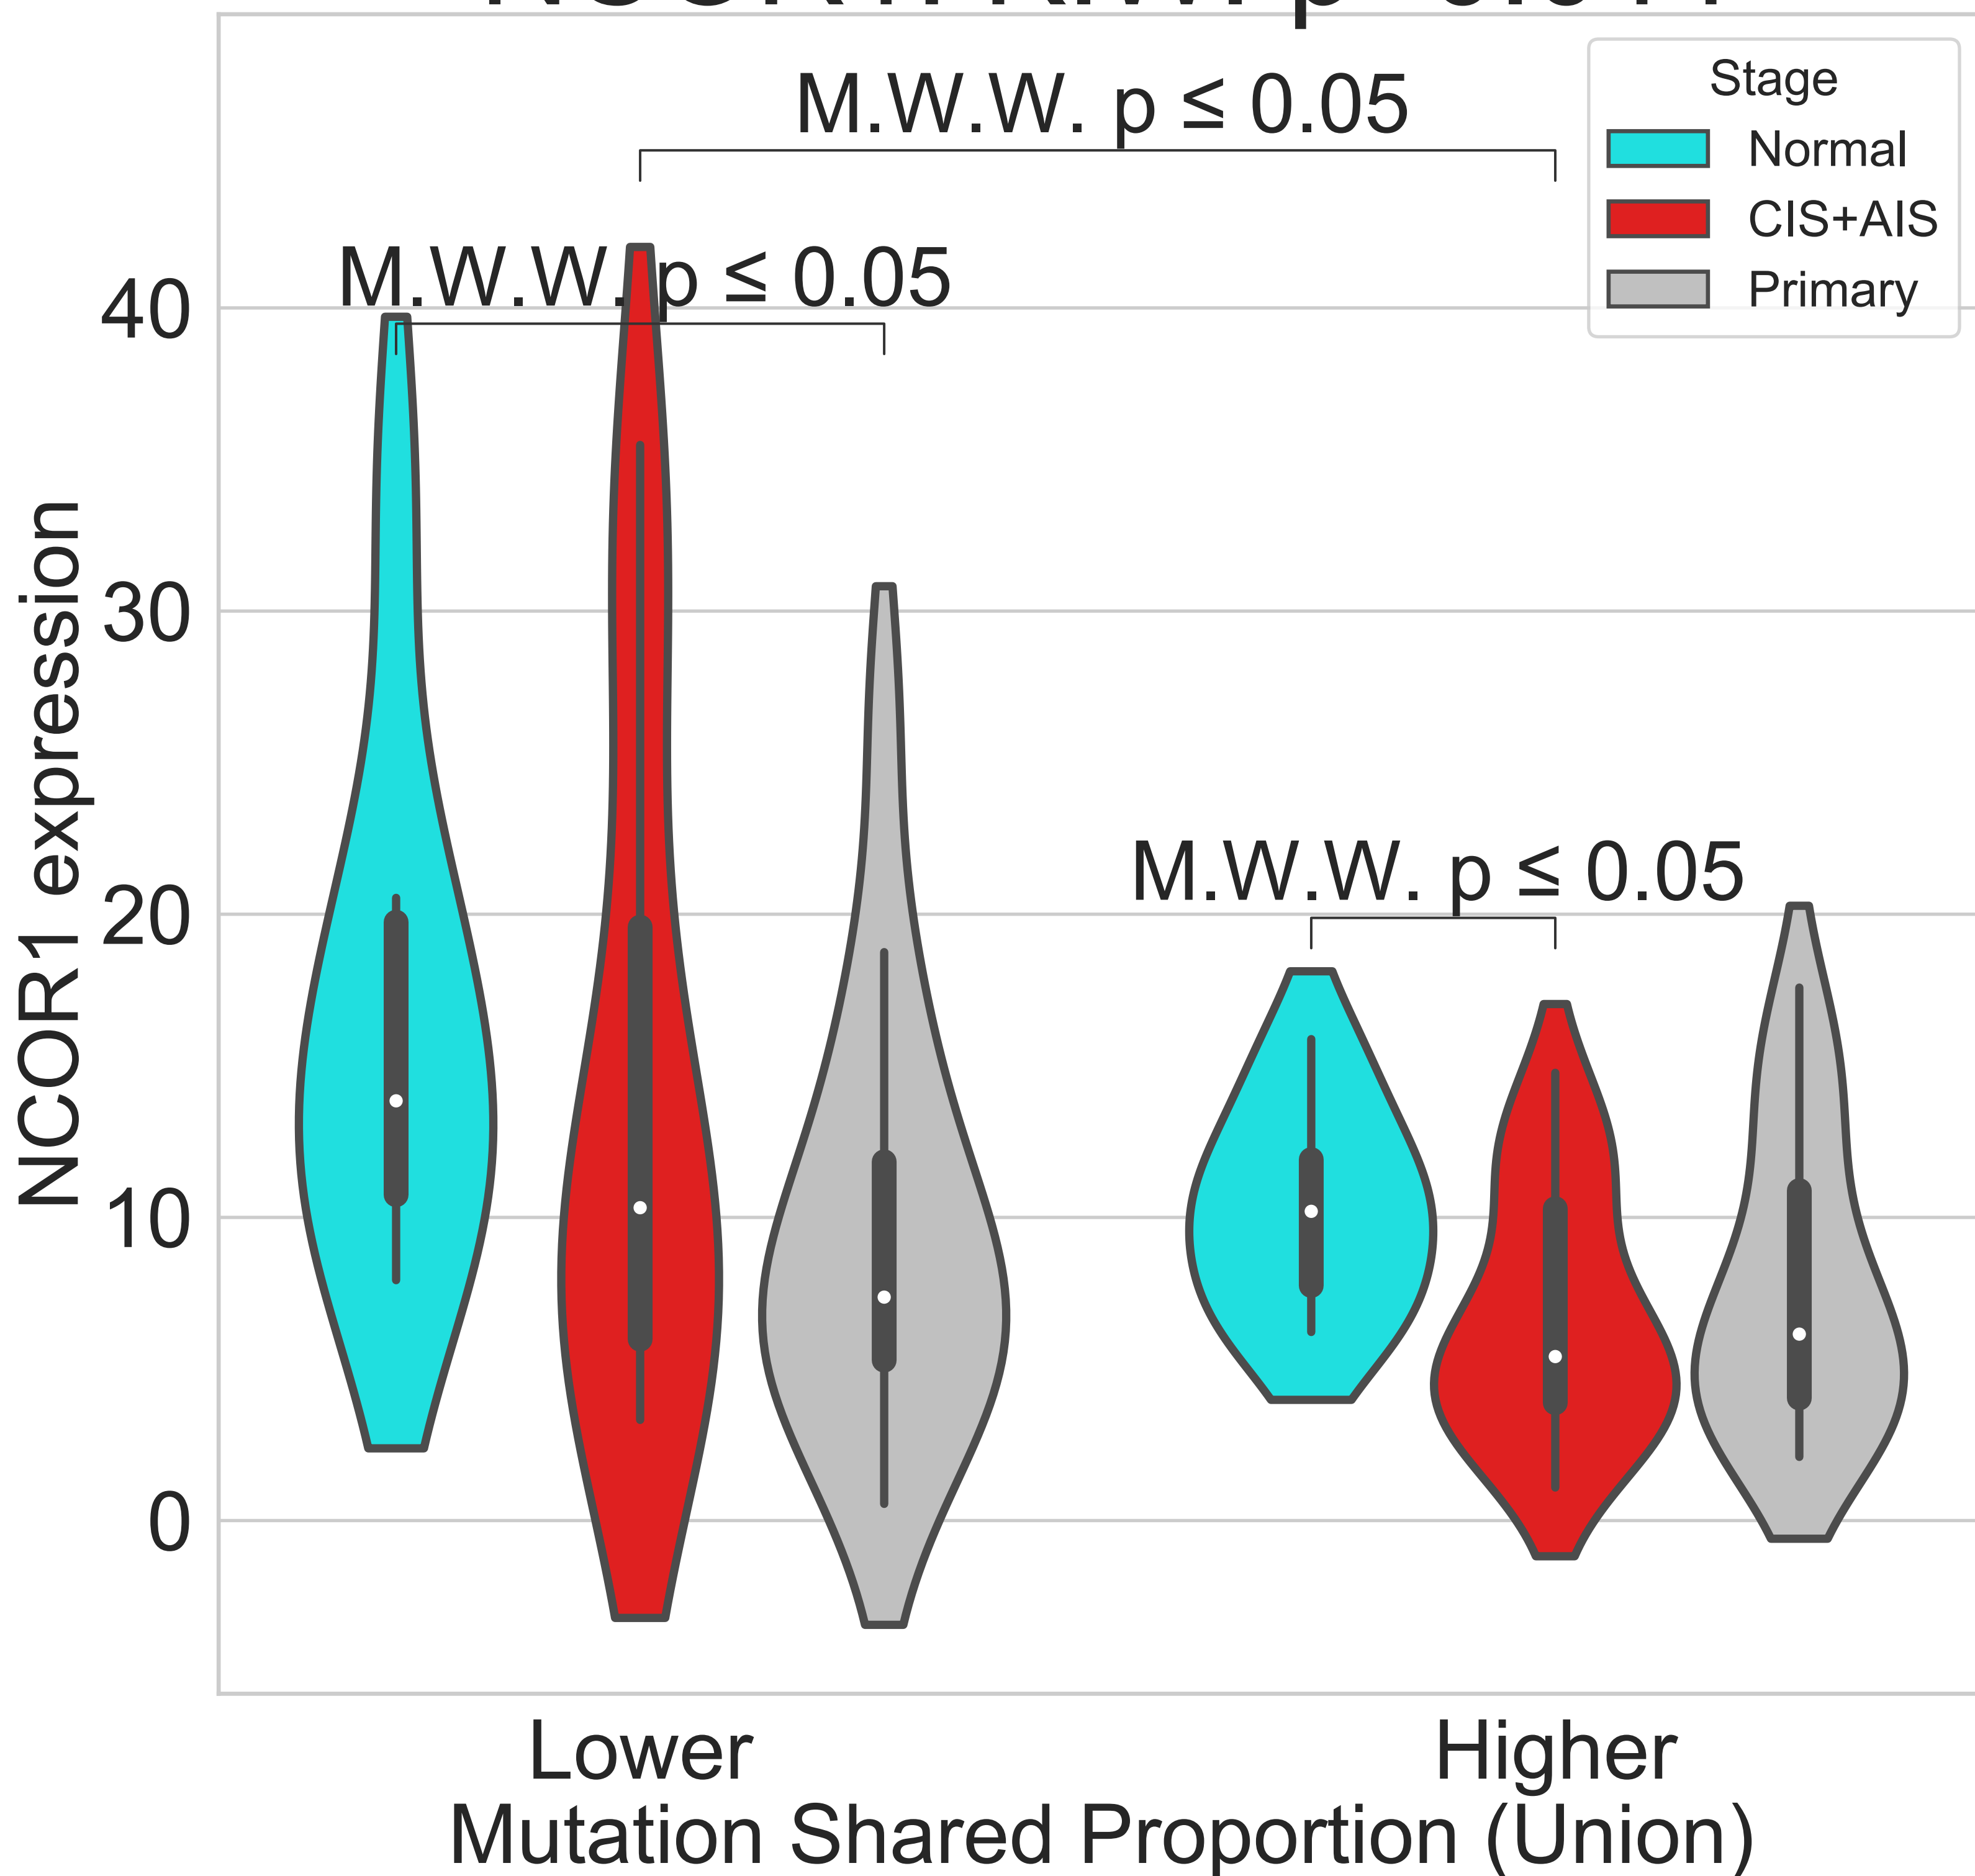 M.W.W. p ≤ 0.05
Stage
Normal
CIS+AIS
Primary
M.W.W. p ≤ 0.05
40
30
M.W.W. p ≤ 0.05
20
10
0
NCOR1 expression
Lower
Higher
Mutation Shared Proportion (Union)